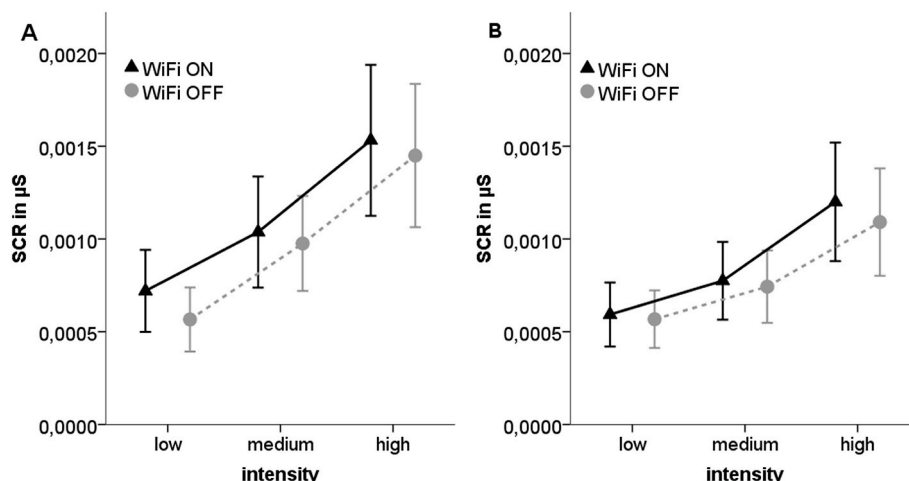 A
0,0020
WiFi ON
WiFi OFF
0,0015
0,0010
0,0005
0,0000
SCR in µS
low medium high
intensity
B
0,0020
WiFi ON
WiFi OFF
0,0015
0,0010
0,0005
0,0000
SCR in µS
low medium high
intensity